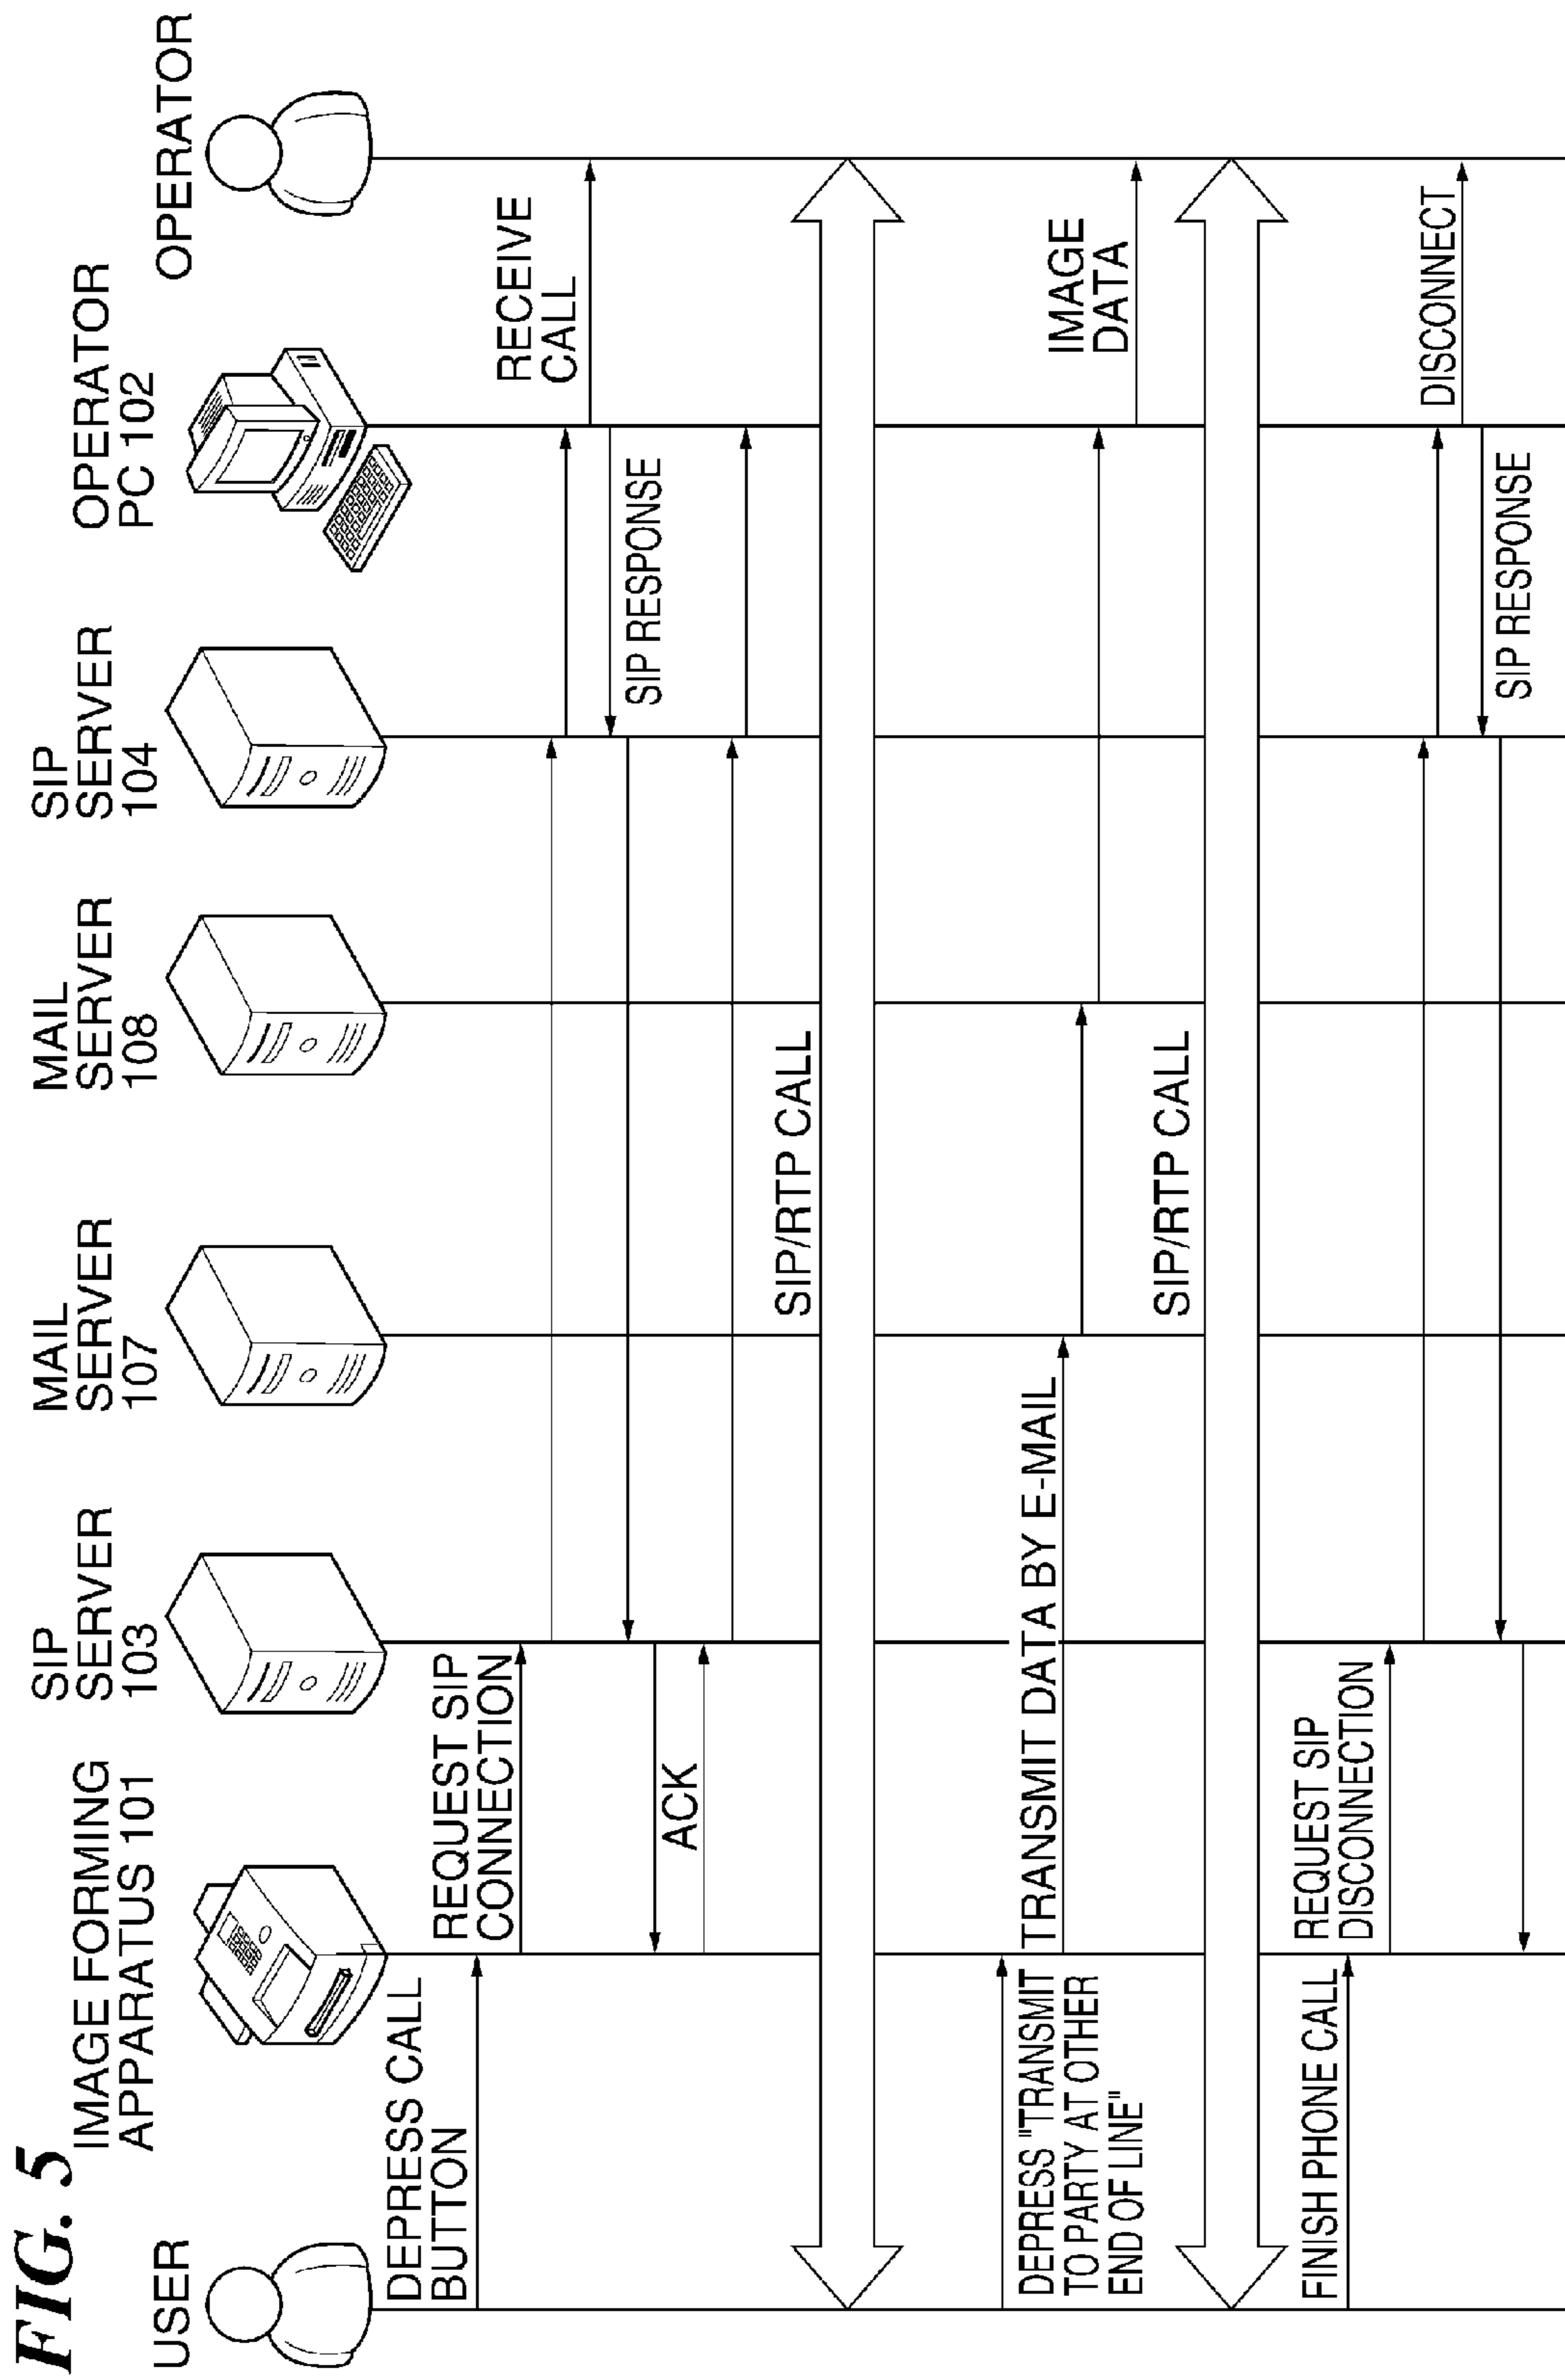 FIG. 5
USER
IMAGE FORMING
APPARATUS 101
SIP
SERVER
103
MAIL
SERVER
107
MAIL
SERVER
108
SIP
SERVER
104
OPERATOR
PC 102
OPERATOR
DEPRESS CALL
BUTTON
REQUEST SIP
CONNECTION
RECEIVE
CALL
SIP RESPONSE
ACK
SIP/RTP CALL
DEPRESS "TRANSMIT
TO PARTY AT OTHER
END OF LINE"
TRANSMIT DATA BY E-MAIL
IMAGE
DATA
SIP/RTP CALL
FINISH PHONE CALL
REQUEST SIP
DISCONNECTION
DISCONNECT
SIP RESPONSE